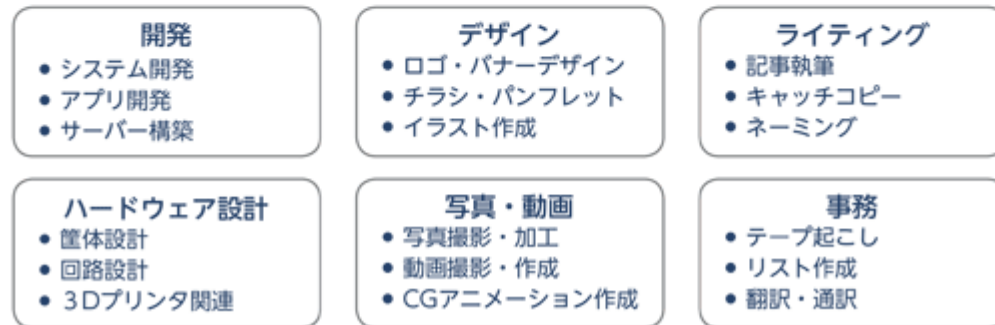 開発
● システム開発
● アプリ開発
● サーバー構築
デザイン
● ロゴ・バナーデザイン
● チラシ・パンフレット
● イラスト作成
ライティング
● 記事執筆
● キャッチコピー
● ネーミング
ハードウェア設計
● 筐体設計
● 回路設計
● 3Dプリンタ関連
写真・動画
● 写真撮影・加工
● 動画撮影・作成
● CGアニメーション作成
事務
● テープ起こし
● リスト作成
● 翻訳・通訳